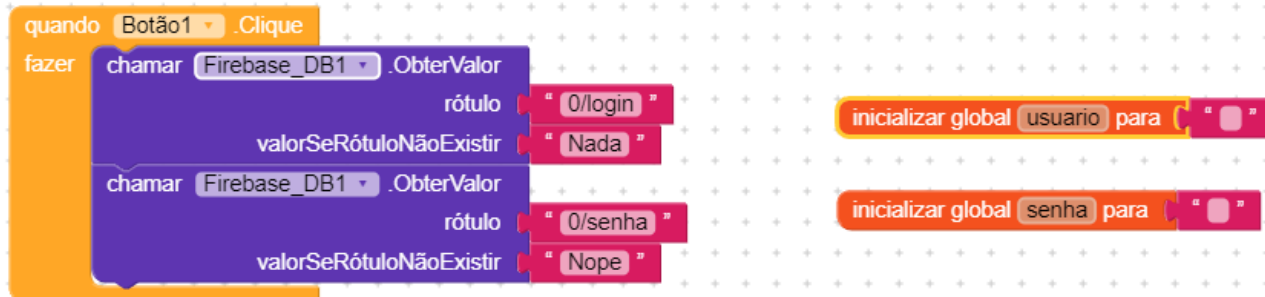 quando Botão1 .Clique
fazer chamar Firebase_DB1 .ObterValor
rótulo " 0/login "
valorSeRótuloNãoExistir " Nada "
chamar Firebase_DB1 .ObterValor
rótulo " 0/senha "
valorSeRótuloNãoExistir " Nope "
inicializar global usuario para " "
inicializar global senha para " "